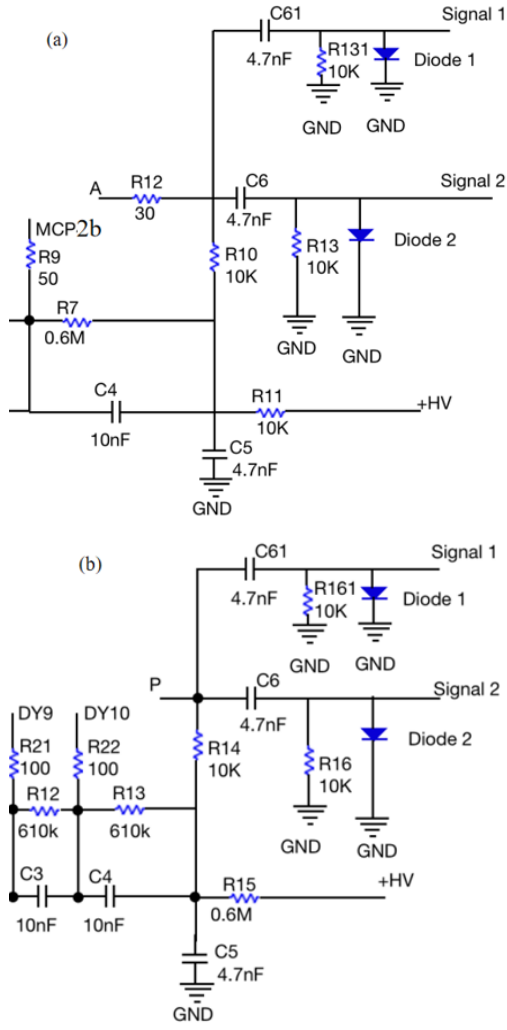 (a)
C61
Signal 1
4.7nF
R131
10K
Diode 1
GND
GND
A
R12
30
C6
4.7nF
Signal 2
MCP-2b
R9
50
R10
10K
R13
10K
Diode 2
R7
0.6M
GND
GND
C4
10nF
R11
10K
+HV
C5
4.7nF
GND
(b)
C61
Signal 1
4.7nF
R161
10K
Diode 1
GND
GND
P
C6
4.7nF
Signal 2
DY9
DY10
R21
100
R22
100
R14
10K
R16
10K
Diode 2
R12
610k
R13
610k
GND
GND
C3
10nF
C4
10nF
R15
0.6M
+HV
C5
4.7nF
GND